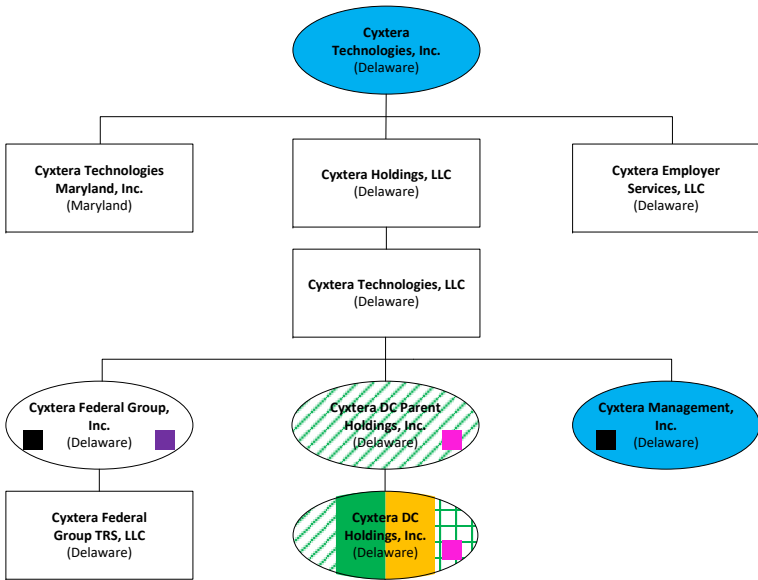 Cyxtera
Technologies, Inc.
(Delaware)
Cyxtera Technologies
Maryland, Inc.
(Maryland)
Cyxtera Holdings, LLC
(Delaware)
Cyxtera Employer
Services, LLC
(Delaware)
Cyxtera Technologies, LLC
(Delaware)
Cyxtera Federal Group,
Inc.
(Delaware)
Cyxtera DC Parent
Holdings, Inc.
(Delaware)
Cyxtera Management,
Inc.
(Delaware)
Cyxtera Federal
Group TRS, LLC
(Delaware)
Cyxtera DC
Holdings, Inc.
(Delaware)